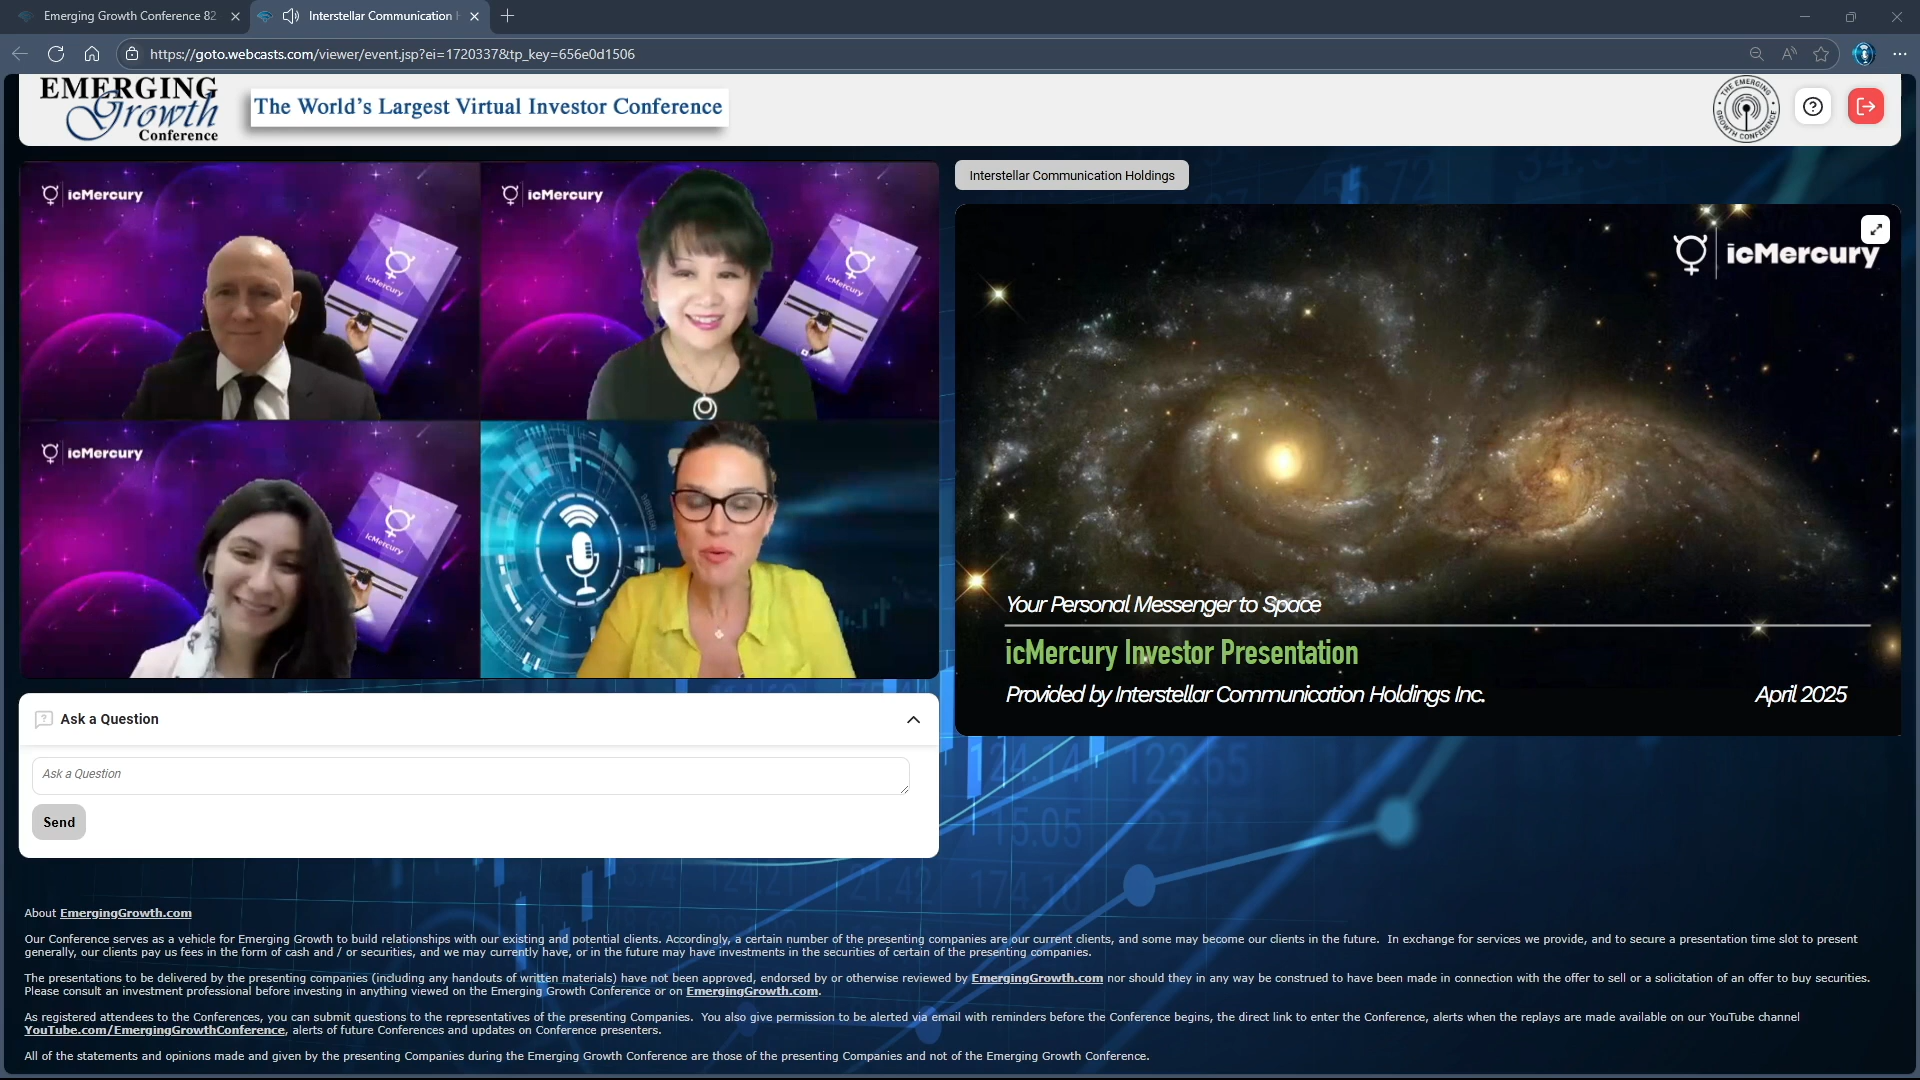 Emerging Growth Conference 82
Interstellar Communication H
https://goto.webcasts.com/viewer/event.jsp?ei=1720337&tp_key=656e0d1506
EMERGING
Growth
Conference
The World's Largest Virtual Investor Conference
THE EMERGING
GROWTH CONFERENCE
Interstellar Communication Holdings
icMercury
icMercury
icMercury
icMercury
icMercury
icMercury
icMercury
Your Personal Messenger to Space
icMercury Investor Presentation
Provided by Interstellar Communication Holdings Inc.
April 2025
Ask a Question
Ask a Question
Send
About EmergingGrowth.com
Our Conference serves as a vehicle for Emerging Growth to build relationships with our existing and potential clients. Accordingly, a certain number of the presenting companies are our current clients, and some may become our clients in the future. In exchange for services we provide, and to secure a presentation time slot to present
generally, our clients pay us fees in the form of cash and / or securities, and we may currently have, or in the future may have investments in the securities of certain of the presenting companies.
The presentations to be delivered by the presenting companies (including any handouts of written materials) have not been approved, endorsed by or otherwise reviewed by EmergingGrowth.com nor should they in any way be construed to have been made in connection with the offer to sell or a solicitation of an offer to buy securities.
Please consult an investment professional before investing in anything viewed on the Emerging Growth Conference or on EmergingGrowth.com.
As registered attendees to the Conferences, you can submit questions to the representatives of the presenting Companies. You also give permission to be alerted via email with reminders before the Conference begins, the direct link to enter the Conference, alerts when the replays are made available on our YouTube channel
YouTube.com/EmergingGrowthConference, alerts of future Conferences and updates on Conference presenters.
All of the statements and opinions made and given by the presenting Companies during the Emerging Growth Conference are those of the presenting Companies and not of the Emerging Growth Conference.